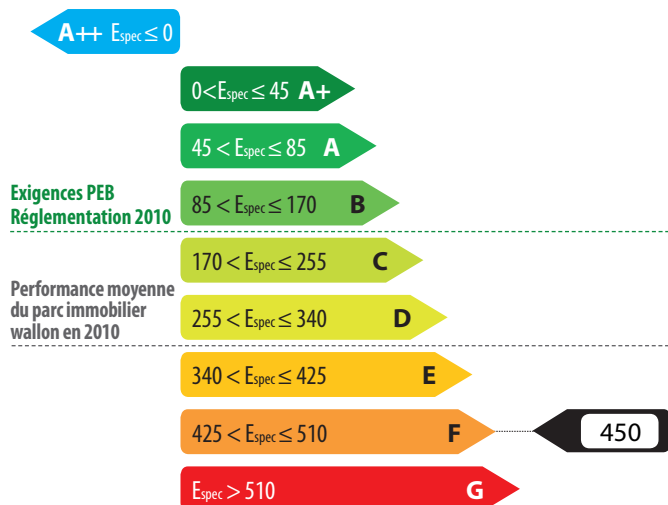 A++ Espec ≤ 0
0<Espec ≤ 45 A+
45 < Espec ≤ 85 A
Exigences PEB
Réglementation 2010
85 < Espec ≤ 170 B
170 < Espec ≤ 255 C
Performance moyenne
du parc immobilier
wallon en 2010
255 < Espec ≤ 340 D
340 < Espec ≤ 425 E
425 < Espec ≤ 510 F
450
Espec > 510 G